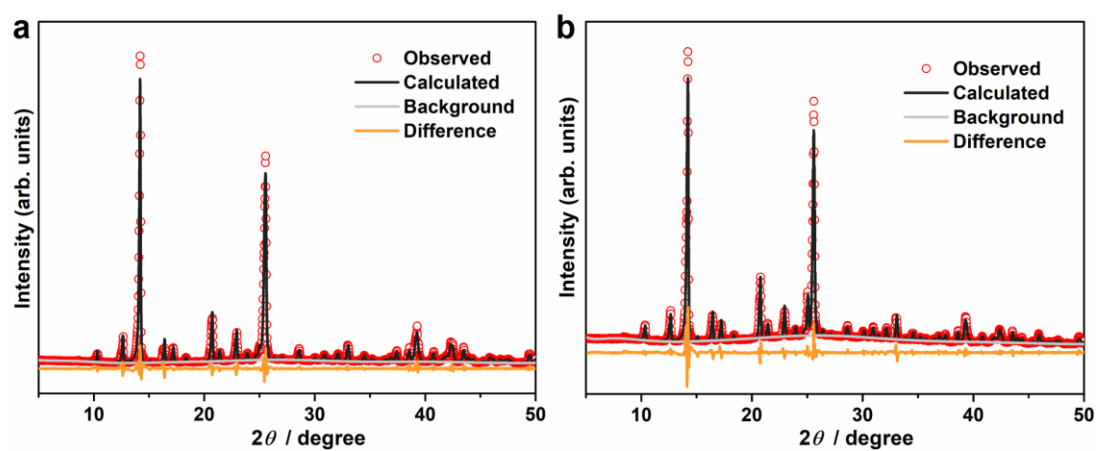 a
Observed
Calculated
Background
Difference
Intensity (arb. units)
10 20 30 40 50
2θ / degree
b
Observed
Calculated
Background
Difference
Intensity (arb. units)
10 20 30 40 50
2θ / degree